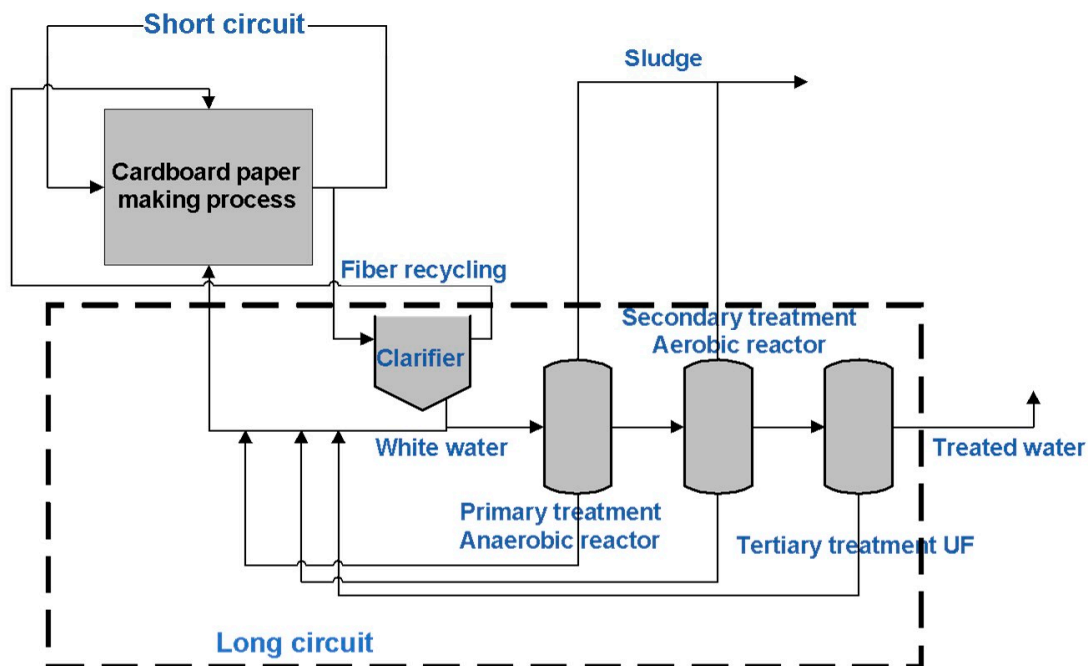 Short circuit
Sludge
Cardboard paper
making process
Fiber recycling
Secondary treatment
Aerobic reactor
Clarifier
White water
Treated water
Primary treatment
Anaerobic reactor
Tertiary treatment UF
Long circuit